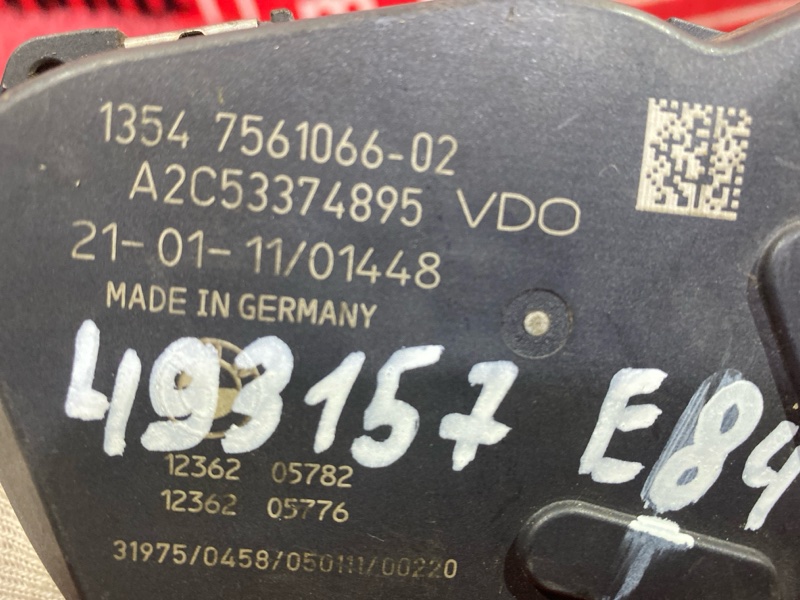 1354 7561066-02
A2C53374895 VDO
21-01-11/01448
MADE IN GERMANY
493157 E84
12362 05782
12362 05776
31975/0458/050111/00220